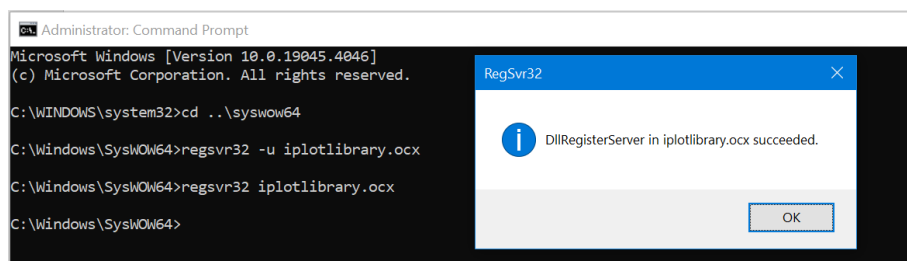 Administrator: Command Prompt
Microsoft Windows [Version 10.0.19045.4046]
(c) Microsoft Corporation. All rights reserved.
C:\WINDOWS\system32>cd ..\syswow64
C:\Windows\SysWOW64>regsvr32 -u iplotlibrary.ocx
C:\Windows\SysWOW64>regsvr32 iplotlibrary.ocx
C:\Windows\SysWOW64>
RegSvr32
DllRegisterServer in iplotlibrary.ocx succeeded.
OK